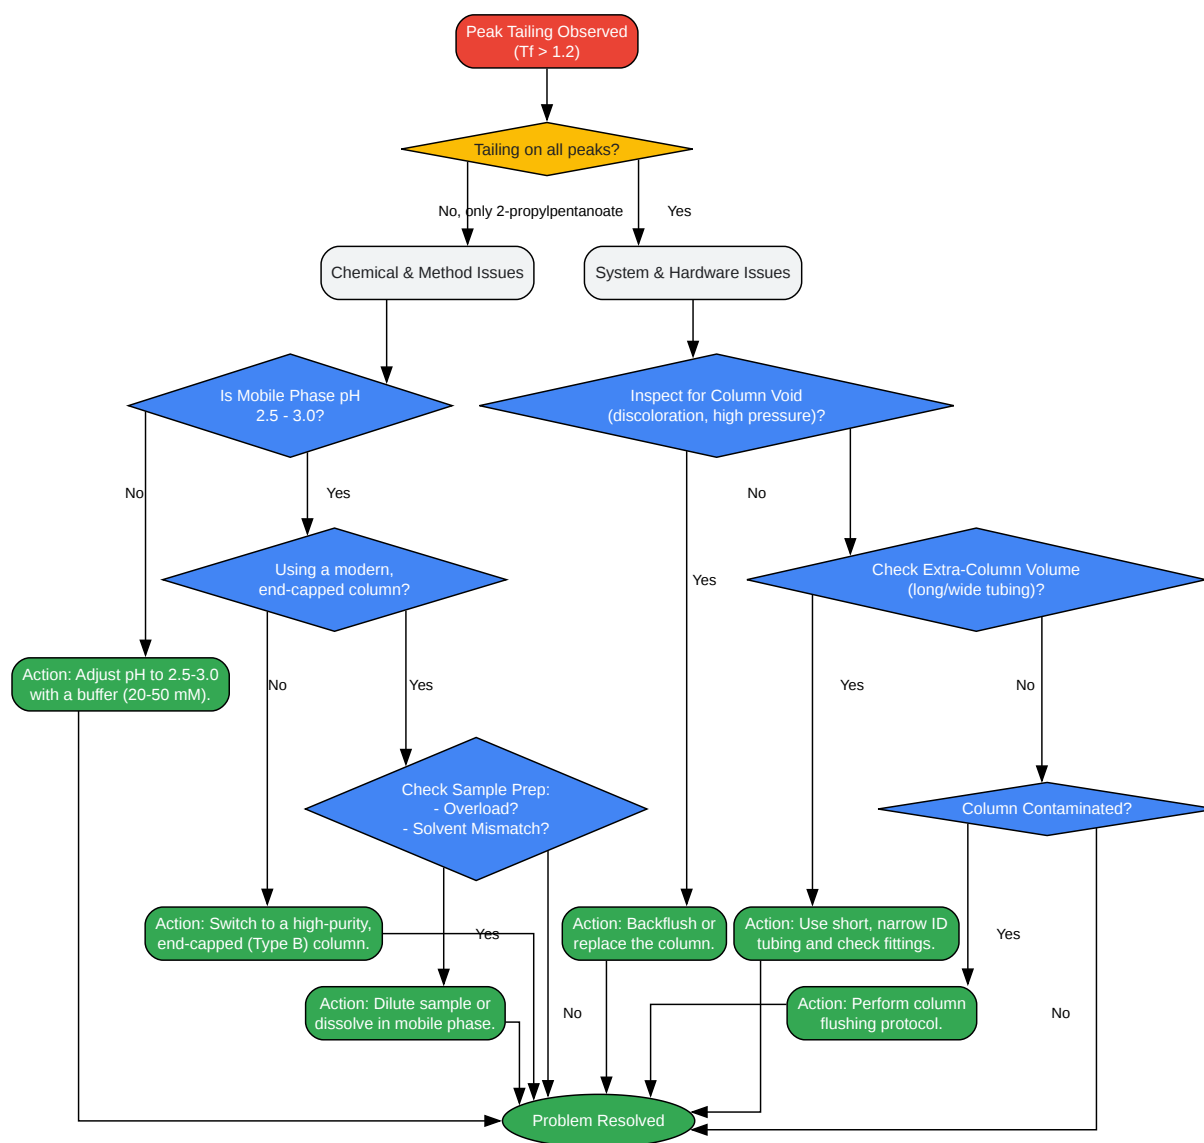 Peak Tailing Observed
(Tf > 1.2)
Tailing on all peaks?
No, only 2-propylpentanoate
Yes
Chemical & Method Issues
System & Hardware Issues
Is Mobile Phase pH
2.5 - 3.0?
Inspect for Column Void
(discoloration, high pressure)?
No
Yes
No
Using a modern,
end-capped column?
Yes
Check Extra-Column Volume
(long/wide tubing)?
Action: Adjust pH to 2.5-3.0
with a buffer (20-50 mM).
No
Yes
Yes
No
Check Sample Prep:
- Overload?
- Solvent Mismatch?
Column Contaminated?
Action: Switch to a high-purity,
end-capped (Type B) column.
Yes
Action: Backflush or
replace the column.
Action: Use short, narrow ID
tubing and check fittings.
Yes
Action: Dilute sample or
dissolve in mobile phase.
No
Action: Perform column
flushing protocol.
No
Problem Resolved